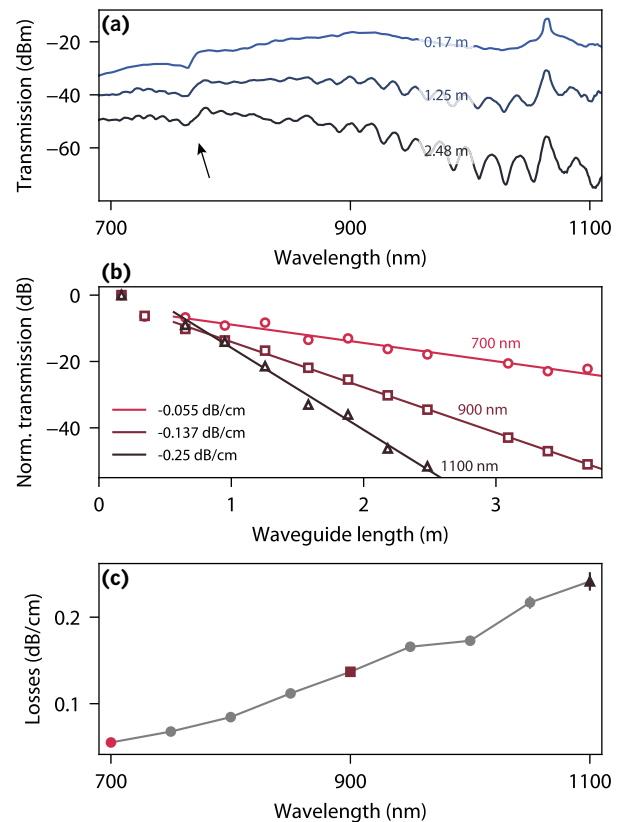 (a)
Transmission (dBm)
−20
−40
−60
0.17 m
1.25 m
2.48 m
700
900
1100
Wavelength (nm)
(b)
Norm. transmission (dB)
0
−20
−40
700 nm
900 nm
1100 nm
-0.055 dB/cm
-0.137 dB/cm
-0.25 dB/cm
0
1
2
3
Waveguide length (m)
(c)
Losses (dB/cm)
0.2
0.1
700
900
1100
Wavelength (nm)